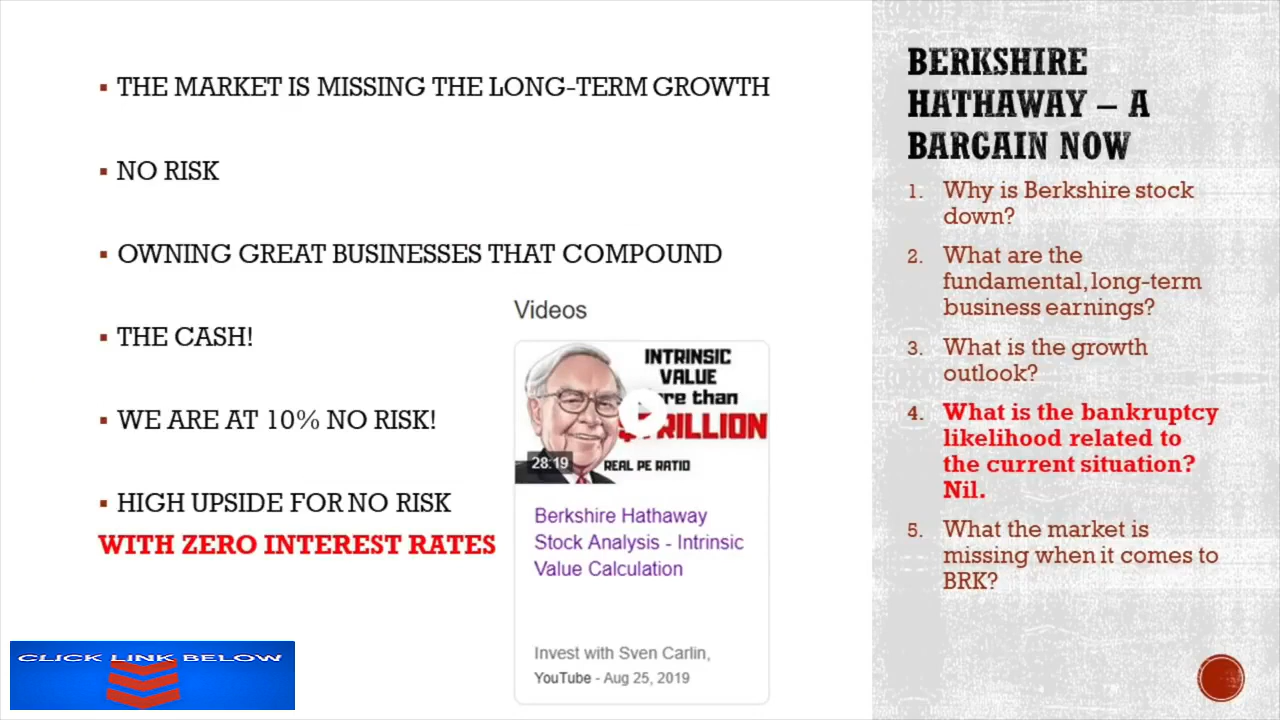 THE MARKET IS MISSING THE LONG-TERM GROWTH
NO RISK
OWNING GREAT BUSINESSES THAT COMPOUND
THE CASH!
WE ARE AT 10% NO RISK!
HIGH UPSIDE FOR NO RISK
WITH ZERO INTEREST RATES
Videos
INTRINSIC
VALUE
than
REAL PE RATIO
28:19
Berkshire Hathaway
Stock Analysis - Intrinsic
Value Calculation
Invest with Sven Carlin,
YouTube - Aug 25, 2019
CLICK LINK BELOW
BERKSHIRE
HATHAWAY – A
BARGAIN NOW
1. Why is Berkshire stock
down?
2. What are the
fundamental, long-term
business earnings?
3. What is the growth
outlook?
4. What is the bankruptcy
likelihood related to
the current situation?
Nil.
5. What the market is
missing when it comes to
BRK?